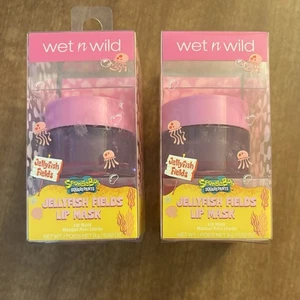 wet n wild
Jellyfish
Fields
SpongeBob
SQUAREPANTS
JELLYFISH FIELDS
LIP MASK
wet n wild
Jellyfish
Fields
SpongeBob
SQUAREPANTS
JELLYFISH FIELDS
LIP MASK